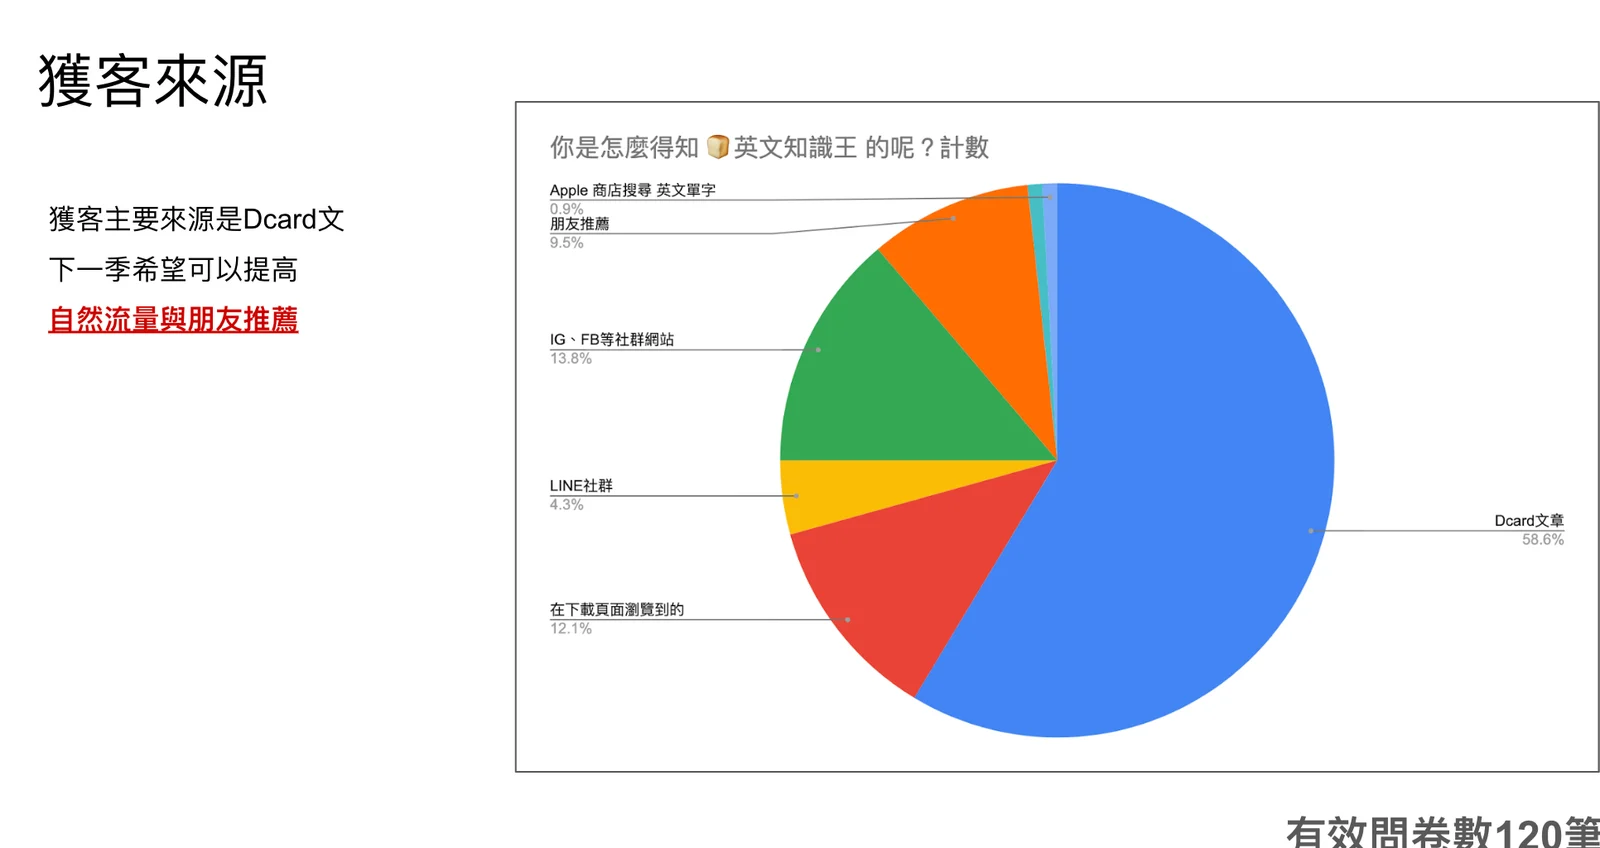 獲客來源
獲客主要來源是Dcard文
下一季希望可以提高
自然流量與朋友推薦
你是怎麼得知 🍞英文知識王 的呢？計數
Apple 商店搜尋 英文單字
0.9%
朋友推薦
9.5%
IG、FB等社群網站
13.8%
LINE社群
4.3%
在下載頁面瀏覽到的
12.1%
Dcard文章
58.6%
有效問卷數120筆